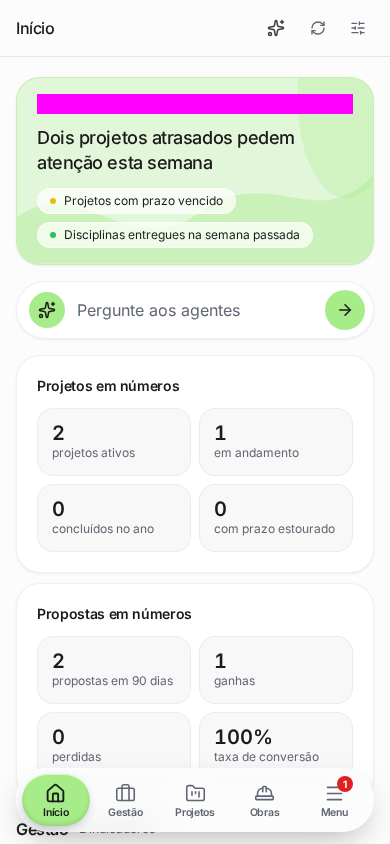 Início
Dois projetos atrasados pedem
atenção esta semana
Projetos com prazo vencido
Disciplinas entregues na semana passada
Pergunte aos agentes
Projetos em números
2
projetos ativos
1
em andamento
0
concluídos no ano
0
com prazo estourado
Propostas em números
2
propostas em 90 dias
1
ganhas
0
perdidas
100%
taxa de conversão
1
Início
Gestão
Projetos
Obras
Menu
Gestão